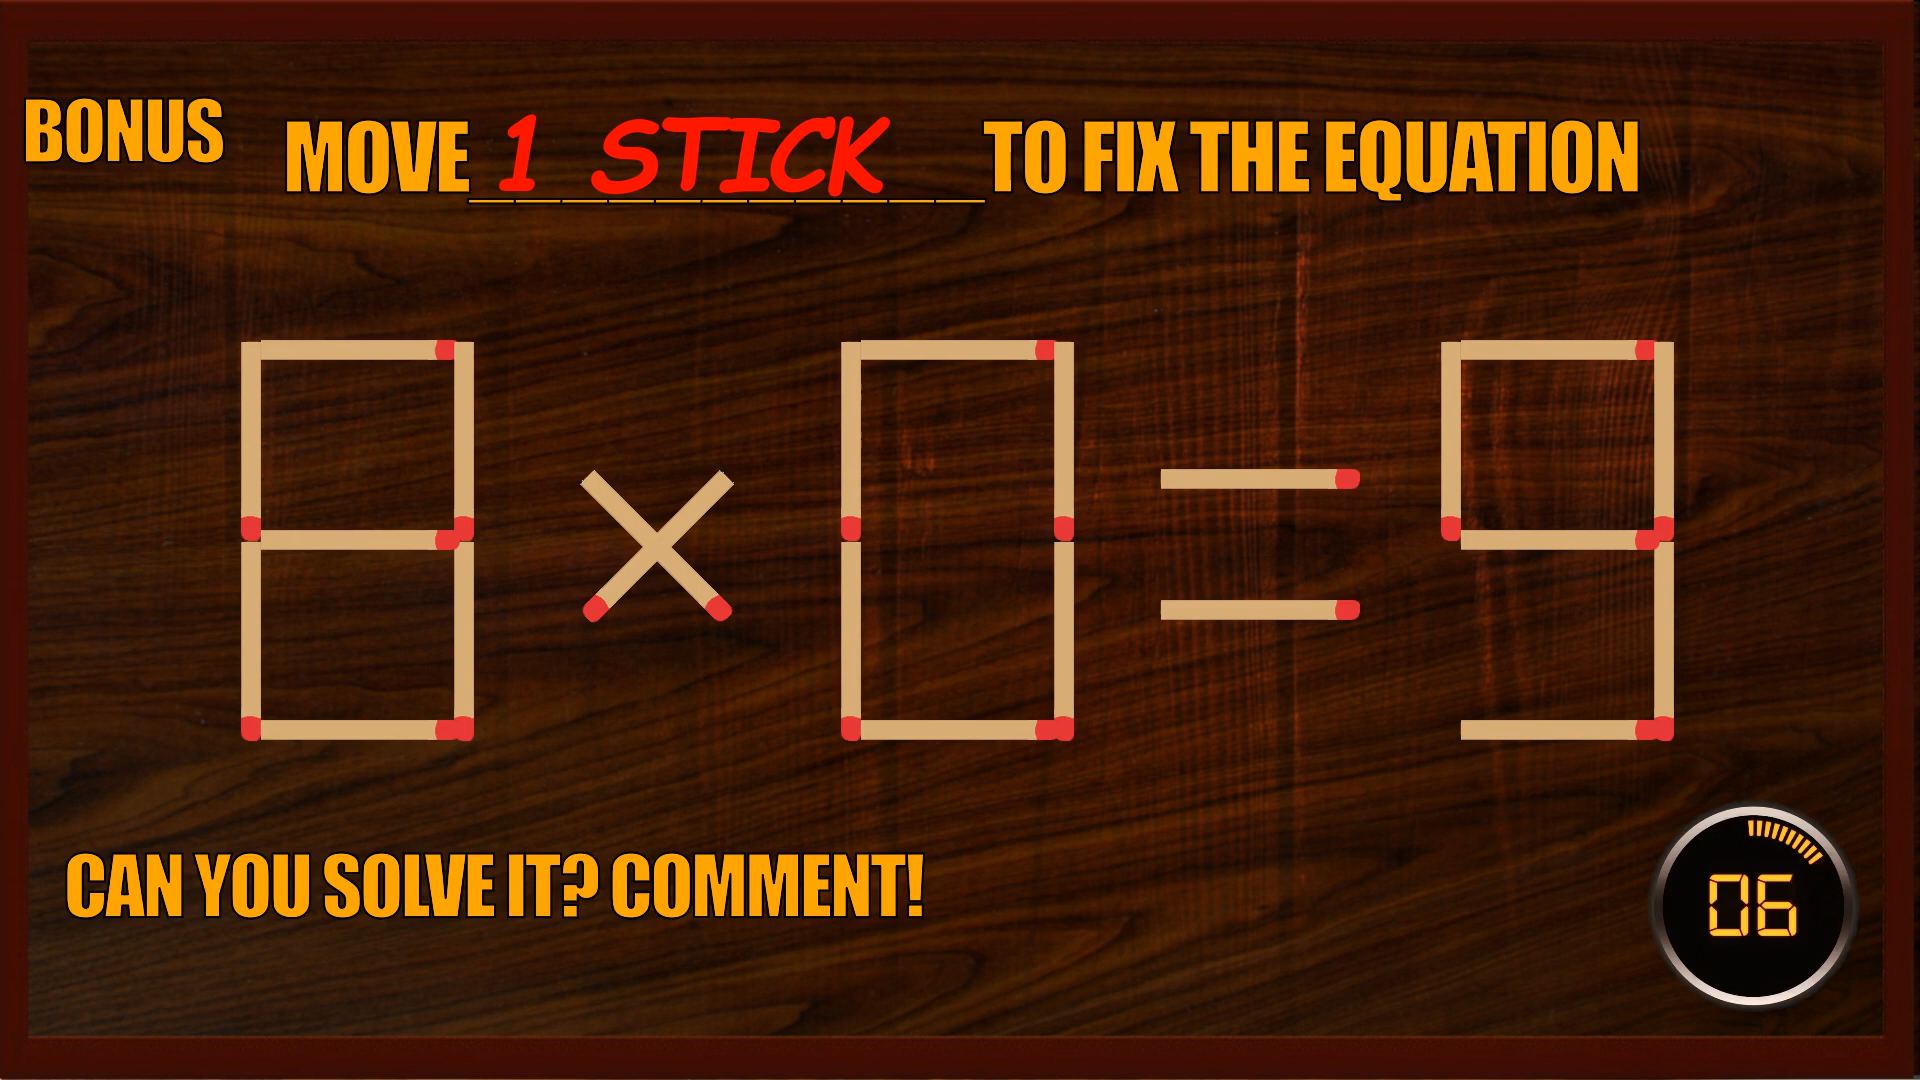 BONUS
MOVE 1 STICK TO FIX THE EQUATION
8 × 0 = 9
CAN YOU SOLVE IT? COMMENT!
06